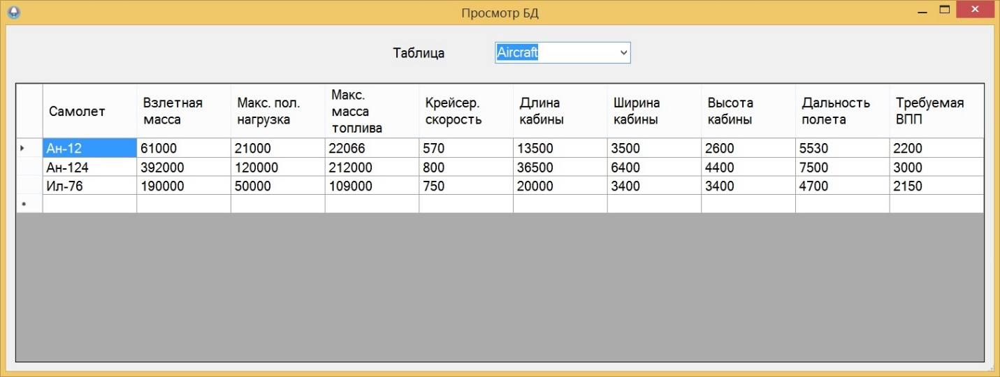 Просмотр БД
Таблица Aircraft
Самолет Взлетная масса Макс. пол. нагрузка Макс. масса топлива Крейсер. скорость Длина кабины Ширина кабины Высота кабины Дальность полета Требуемая ВПП
Ан-12 61000 21000 22066 570 13500 3500 2600 5530 2200
Ан-124 392000 120000 212000 800 36500 6400 4400 7500 3000
Ил-76 190000 50000 109000 750 20000 3400 3400 4700 2150